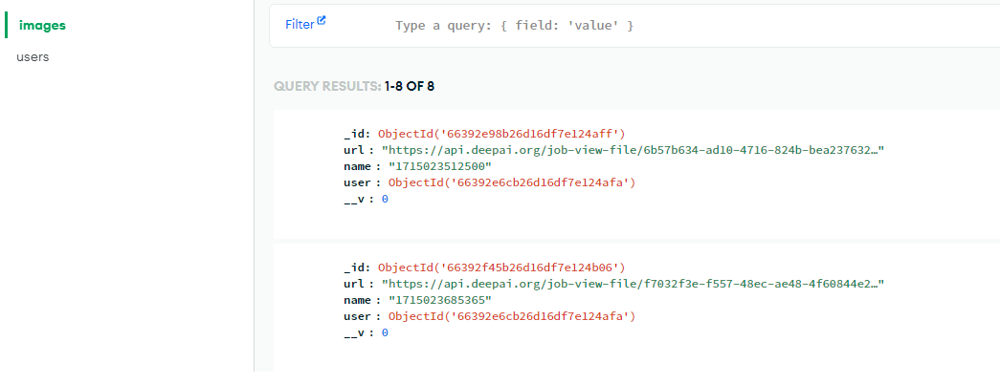 images
users
Filter
Type a query: { field: 'value' }
QUERY RESULTS: 1-8 OF 8
_id: ObjectId('66392e98b26d16df7e124aff')
url: "https://api.deepai.org/job-view-file/6b57b634-ad10-4716-824b-bea237632…"
name: "1715023512500"
user: ObjectId('66392e6cb26d16df7e124afa')
__v: 0
_id: ObjectId('66392f45b26d16df7e124b06')
url: "https://api.deepai.org/job-view-file/f7032f3e-f557-48ec-ae48-4f60844e2…"
name: "1715023685365"
user: ObjectId('66392e6cb26d16df7e124afa')
__v: 0